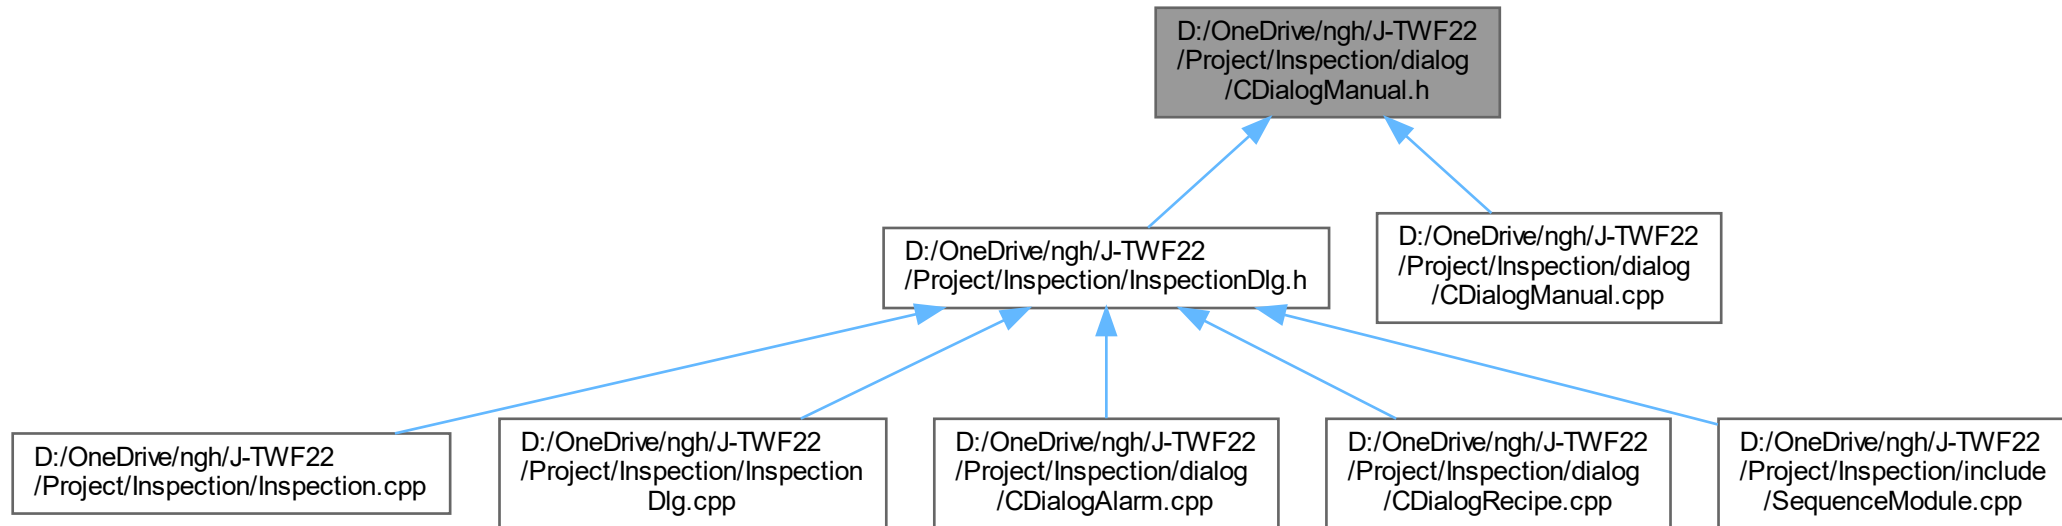 D:/OneDrive/ngh/J-TWF22
/Project/Inspection/dialog
/CDialogManual.h
D:/OneDrive/ngh/J-TWF22
/Project/Inspection/InspectionDlg.h
D:/OneDrive/ngh/J-TWF22
/Project/Inspection/dialog
/CDialogManual.cpp
D:/OneDrive/ngh/J-TWF22
/Project/Inspection/Inspection.cpp
D:/OneDrive/ngh/J-TWF22
/Project/Inspection/Inspection
Dlg.cpp
D:/OneDrive/ngh/J-TWF22
/Project/Inspection/dialog
/CDialogAlarm.cpp
D:/OneDrive/ngh/J-TWF22
/Project/Inspection/dialog
/CDialogRecipe.cpp
D:/OneDrive/ngh/J-TWF22
/Project/Inspection/include
/SequenceModule.cpp